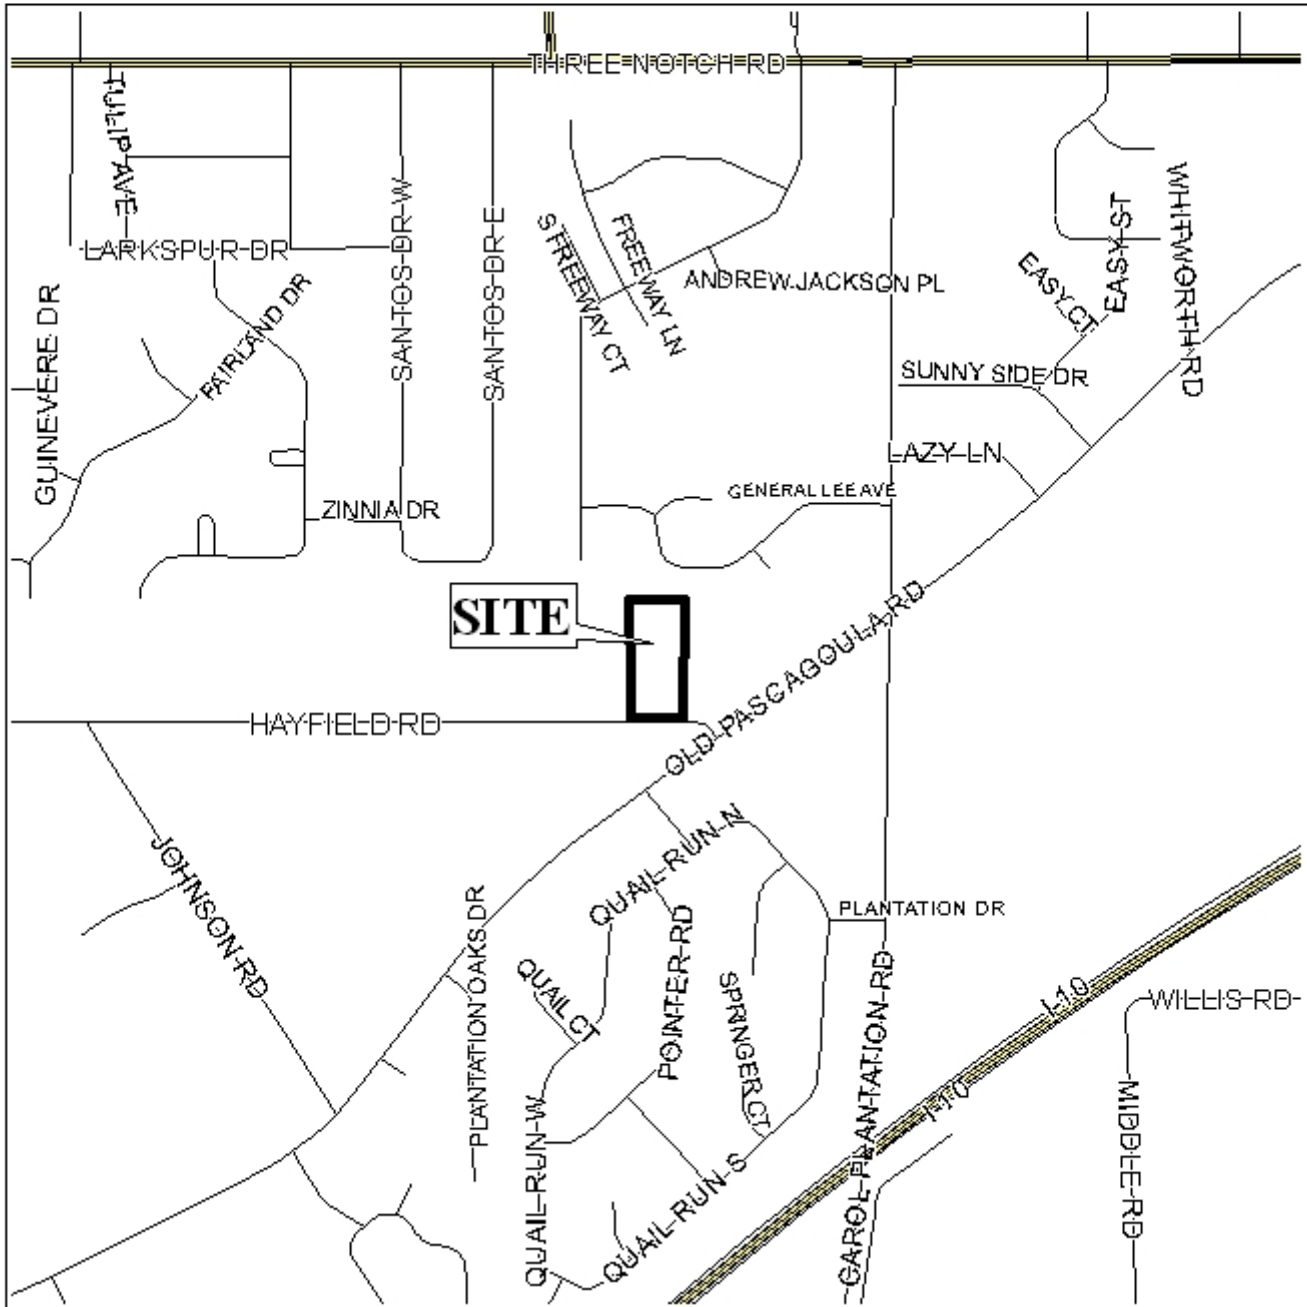 THREE NOTCH RD
TULIP AVE
LARKSPUR DR
SANTOS DR W
SANTOS DR E
S FREEWAY CT
FREEWAY LN
ANDREW JACKSON PL
EASY ST
WHITWORTH RD
EASY CT
GUINEVERE DR
FAIRLAND DR
SUNNY SIDE DR
LAZY LN
GENERAL LEE AVE
ZINNIA DR
SITE
OLD PASCAGOULA RD
HAYFIELD RD
JOHNSON RD
QUAIL RUN N
PLANTATION OAKS DR
POINTER RD
PLANTATION DR
QUAIL CT
SPRINGER CT
CAROL PLANTATION RD
I-10
WILLIS RD
I-10
MIDDLE RD
QUAIL RUN W
QUAIL RUN S